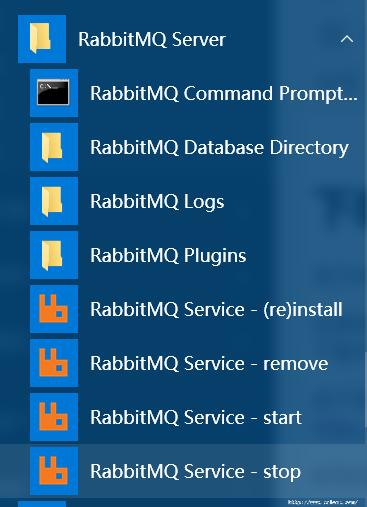 RabbitMQ Server
RabbitMQ Command Prompt...
RabbitMQ Database Directory
RabbitMQ Logs
RabbitMQ Plugins
RabbitMQ Service - (re)install
RabbitMQ Service - remove
RabbitMQ Service - start
RabbitMQ Service - stop